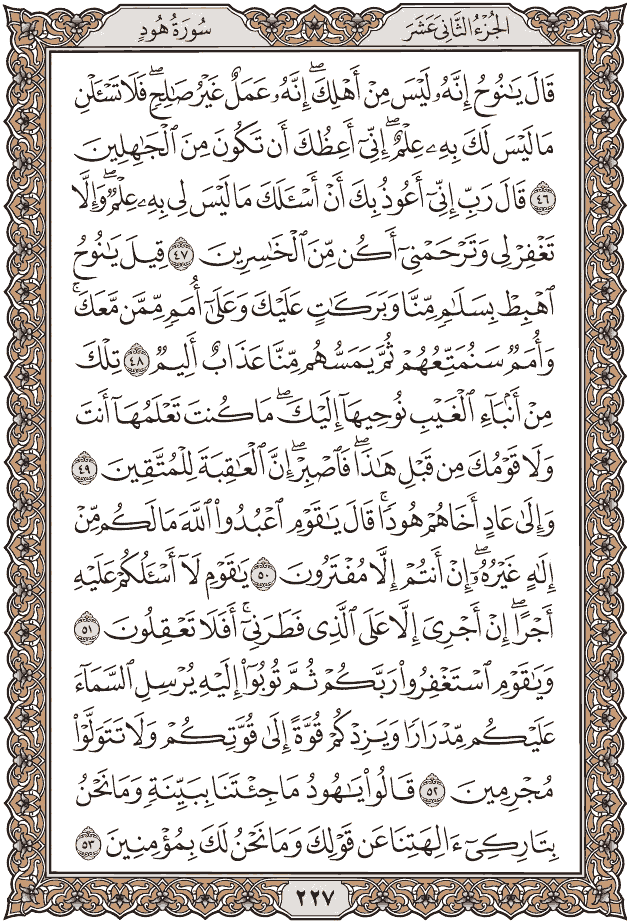 الجُزْءُ الثَّانِي عَشَرَ
سُورَةُ هُودٍ
قَالَ يَٰنُوحُ إِنَّهُۥ لَيْسَ مِنْ أَهْلِكَۖ إِنَّهُۥ عَمَلٌ غَيْرُ صَٰلِحٖۖ فَلَا تَسْـَٔلْنِ
مَا لَيْسَ لَكَ بِهِۦ عِلْمٌۖ إِنِّيٓ أَعِظُكَ أَن تَكُونَ مِنَ ٱلْجَٰهِلِينَ
٤٦ قَالَ رَبِّ إِنِّيٓ أَعُوذُ بِكَ أَنْ أَسْـَٔلَكَ مَا لَيْسَ لِي بِهِۦ عِلْمٞۖ وَإِلَّا
تَغْفِرْ لِي وَتَرْحَمْنِيٓ أَكُن مِّنَ ٱلْخَٰسِرِينَ ٤٧ قِيلَ يَٰنُوحُ
ٱهْبِطْ بِسَلَٰمٖ مِّنَّا وَبَرَكَٰتٍ عَلَيْكَ وَعَلَىٰٓ أُمَمٖ مِّمَّن مَّعَكَۚ
وَأُمَمٞ سَنُمَتِّعُهُمْ ثُمَّ يَمَسُّهُم مِّنَّا عَذَابٌ أَلِيمٞ ٤٨ تِلْكَ
مِنْ أَنۢبَآءِ ٱلْغَيْبِ نُوحِيهَآ إِلَيْكَۖ مَا كُنتَ تَعْلَمُهَآ أَنتَ
وَلَا قَوْمُكَ مِن قَبْلِ هَٰذَاۖ فَٱصْبِرْۖ إِنَّ ٱلْعَٰقِبَةَ لِلْمُتَّقِينَ ٤٩
وَإِلَىٰ عَادٍ أَخَاهُمْ هُودٗاۚ قَالَ يَٰقَوْمِ ٱعْبُدُوا۟ ٱللَّهَ مَا لَكُم مِّنْ
إِلَٰهٍ غَيْرُهُۥٓۖ إِنْ أَنتُمْ إِلَّا مُفْتَرُونَ ٥٠ يَٰقَوْمِ لَآ أَسْـَٔلُكُمْ عَلَيْهِ
أَجْرًاۖ إِنْ أَجْرِيَ إِلَّا عَلَى ٱلَّذِي فَطَرَنِيٓۚ أَفَلَا تَعْقِلُونَ ٥١
وَيَٰقَوْمِ ٱسْتَغْفِرُوا۟ رَبَّكُمْ ثُمَّ تُوبُوٓا۟ إِلَيْهِ يُرْسِلِ ٱلسَّمَآءَ
عَلَيْكُم مِّدْرَارٗا وَيَزِدْكُمْ قُوَّةً إِلَىٰ قُوَّتِكُمْ وَلَا تَتَوَلَّوْا۟
مُجْرِمِينَ ٥٢ قَالُوا۟ يَٰهُودُ مَا جِئْتَنَا بِبَيِّنَةٖ وَمَا نَحْنُ
بِتَارِكِيٓ ءَالِهَتِنَا عَن قَوْلِكَ وَمَا نَحْنُ لَكَ بِمُؤْمِنِينَ ٥٣
٢٢٧